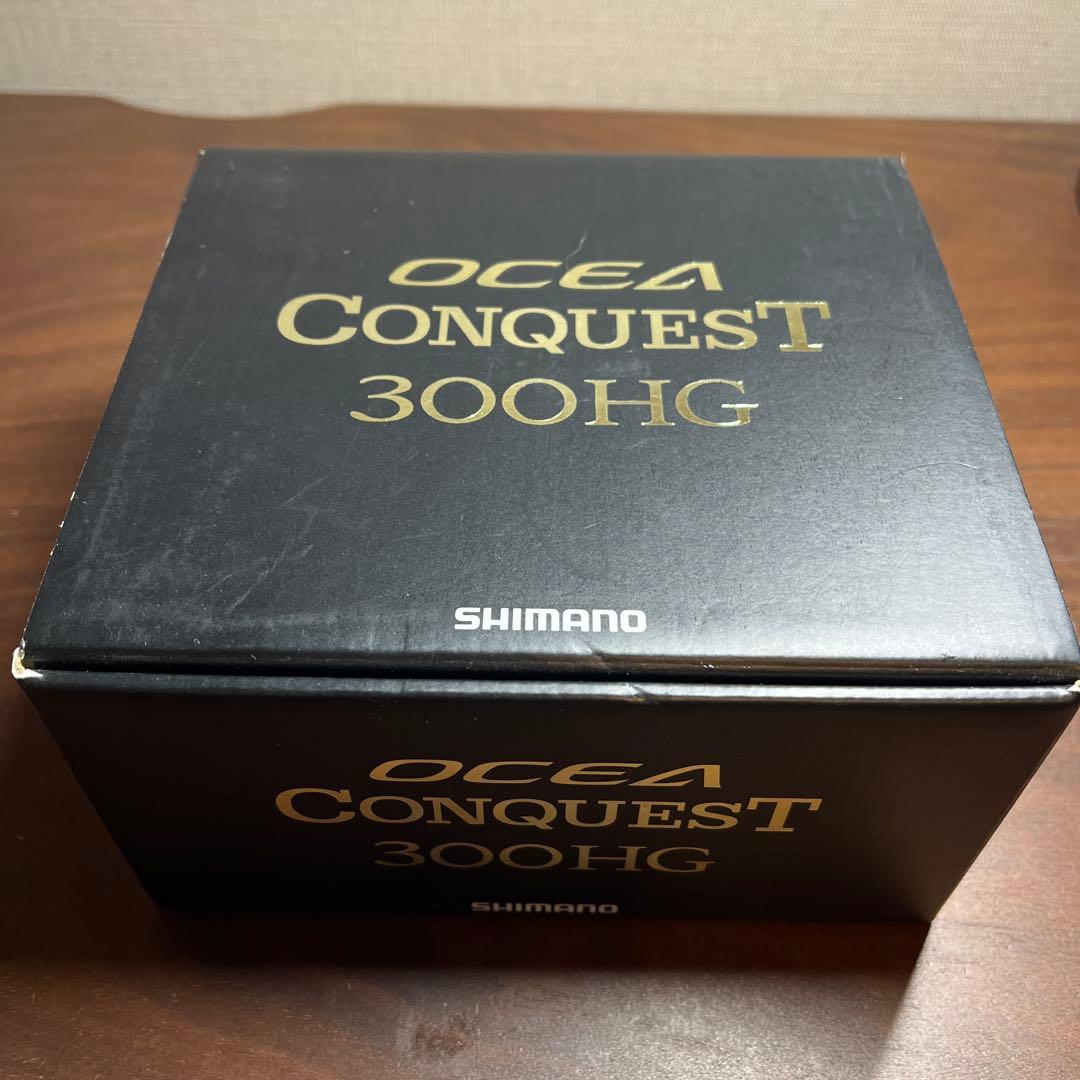 OCEA
CONQUEST
300HG
SHIMANO
OCEA
CONQUEST
300HG
SHIMANO